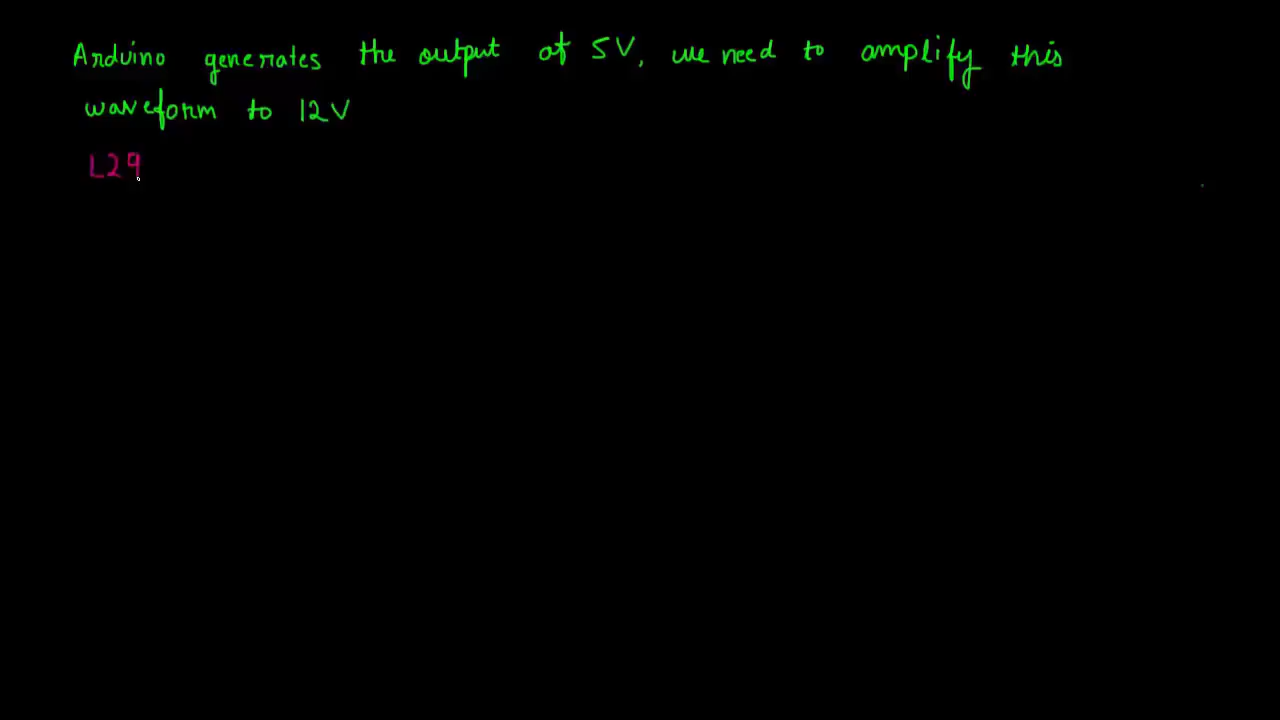 Arduino generates the output of 5V, we need to amplify this
waveform to 12V
L29